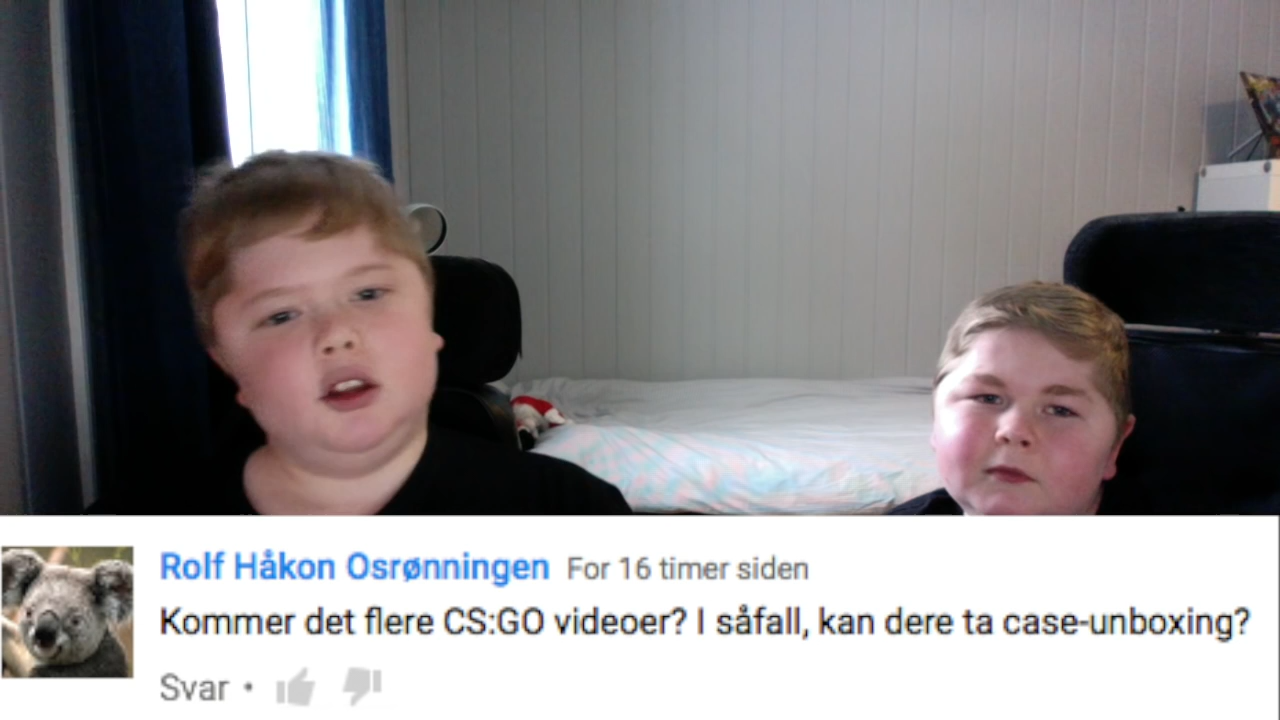 Rolf Håkon Osrønningen For 16 timer siden
Kommer det flere CS:GO videoer? I såfall, kan dere ta case-unboxing?
Svar •